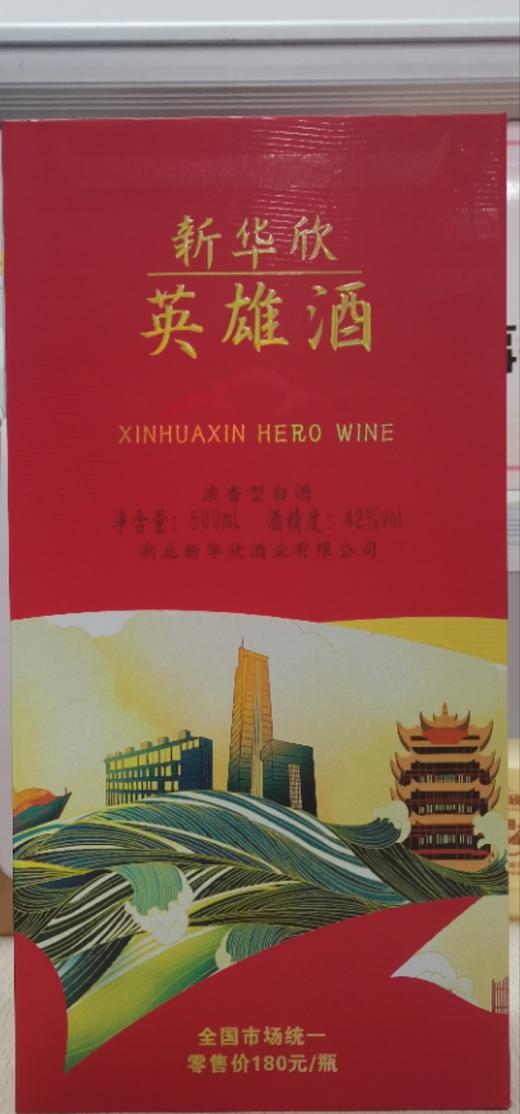 新华欣
英雄酒
XINHUAXIN HERO WINE
浓香型白酒
净含量：500mL 酒精度：42%vol
湖北新华欣酒业有限公司
全国市场统一
零售价180元/瓶